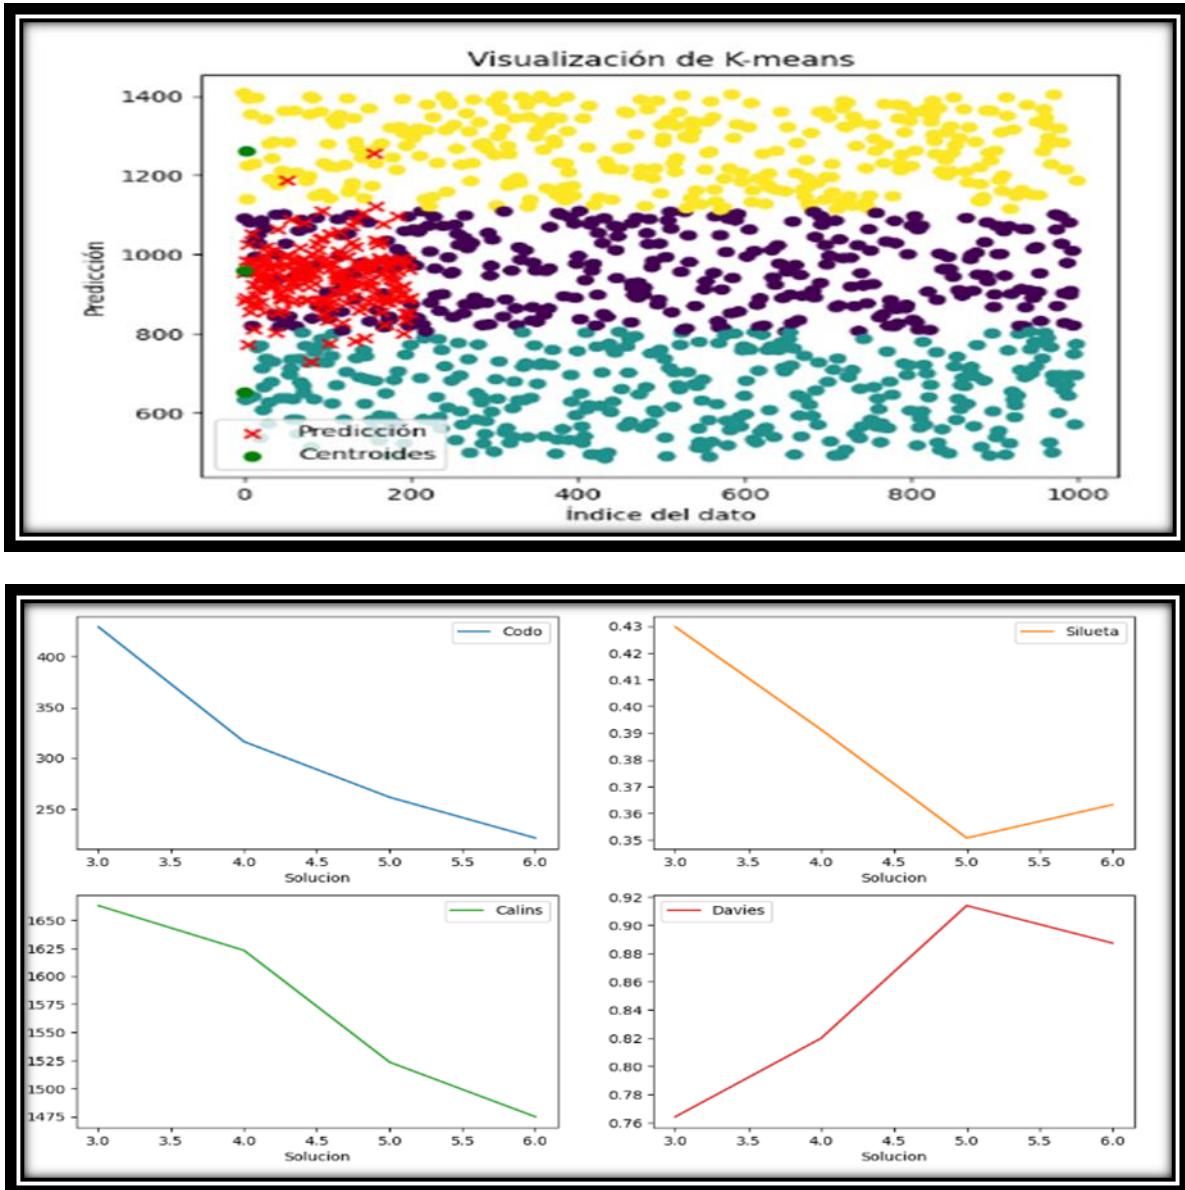 Visualización de K-means
1400
1200
1000
800
600
Predicción
Predicción
Centroides
0 200 400 600 800 1000
Índice del dato
Codo
400
350
300
250
3.0 3.5 4.0 4.5 5.0 5.5 6.0
Solucion
Silueta
0.43
0.42
0.41
0.40
0.39
0.38
0.37
0.36
0.35
3.0 3.5 4.0 4.5 5.0 5.5 6.0
Solucion
Calins
1650
1625
1600
1575
1550
1525
1500
1475
3.0 3.5 4.0 4.5 5.0 5.5 6.0
Solucion
Davies
0.92
0.90
0.88
0.86
0.84
0.82
0.80
0.78
0.76
3.0 3.5 4.0 4.5 5.0 5.5 6.0
Solucion